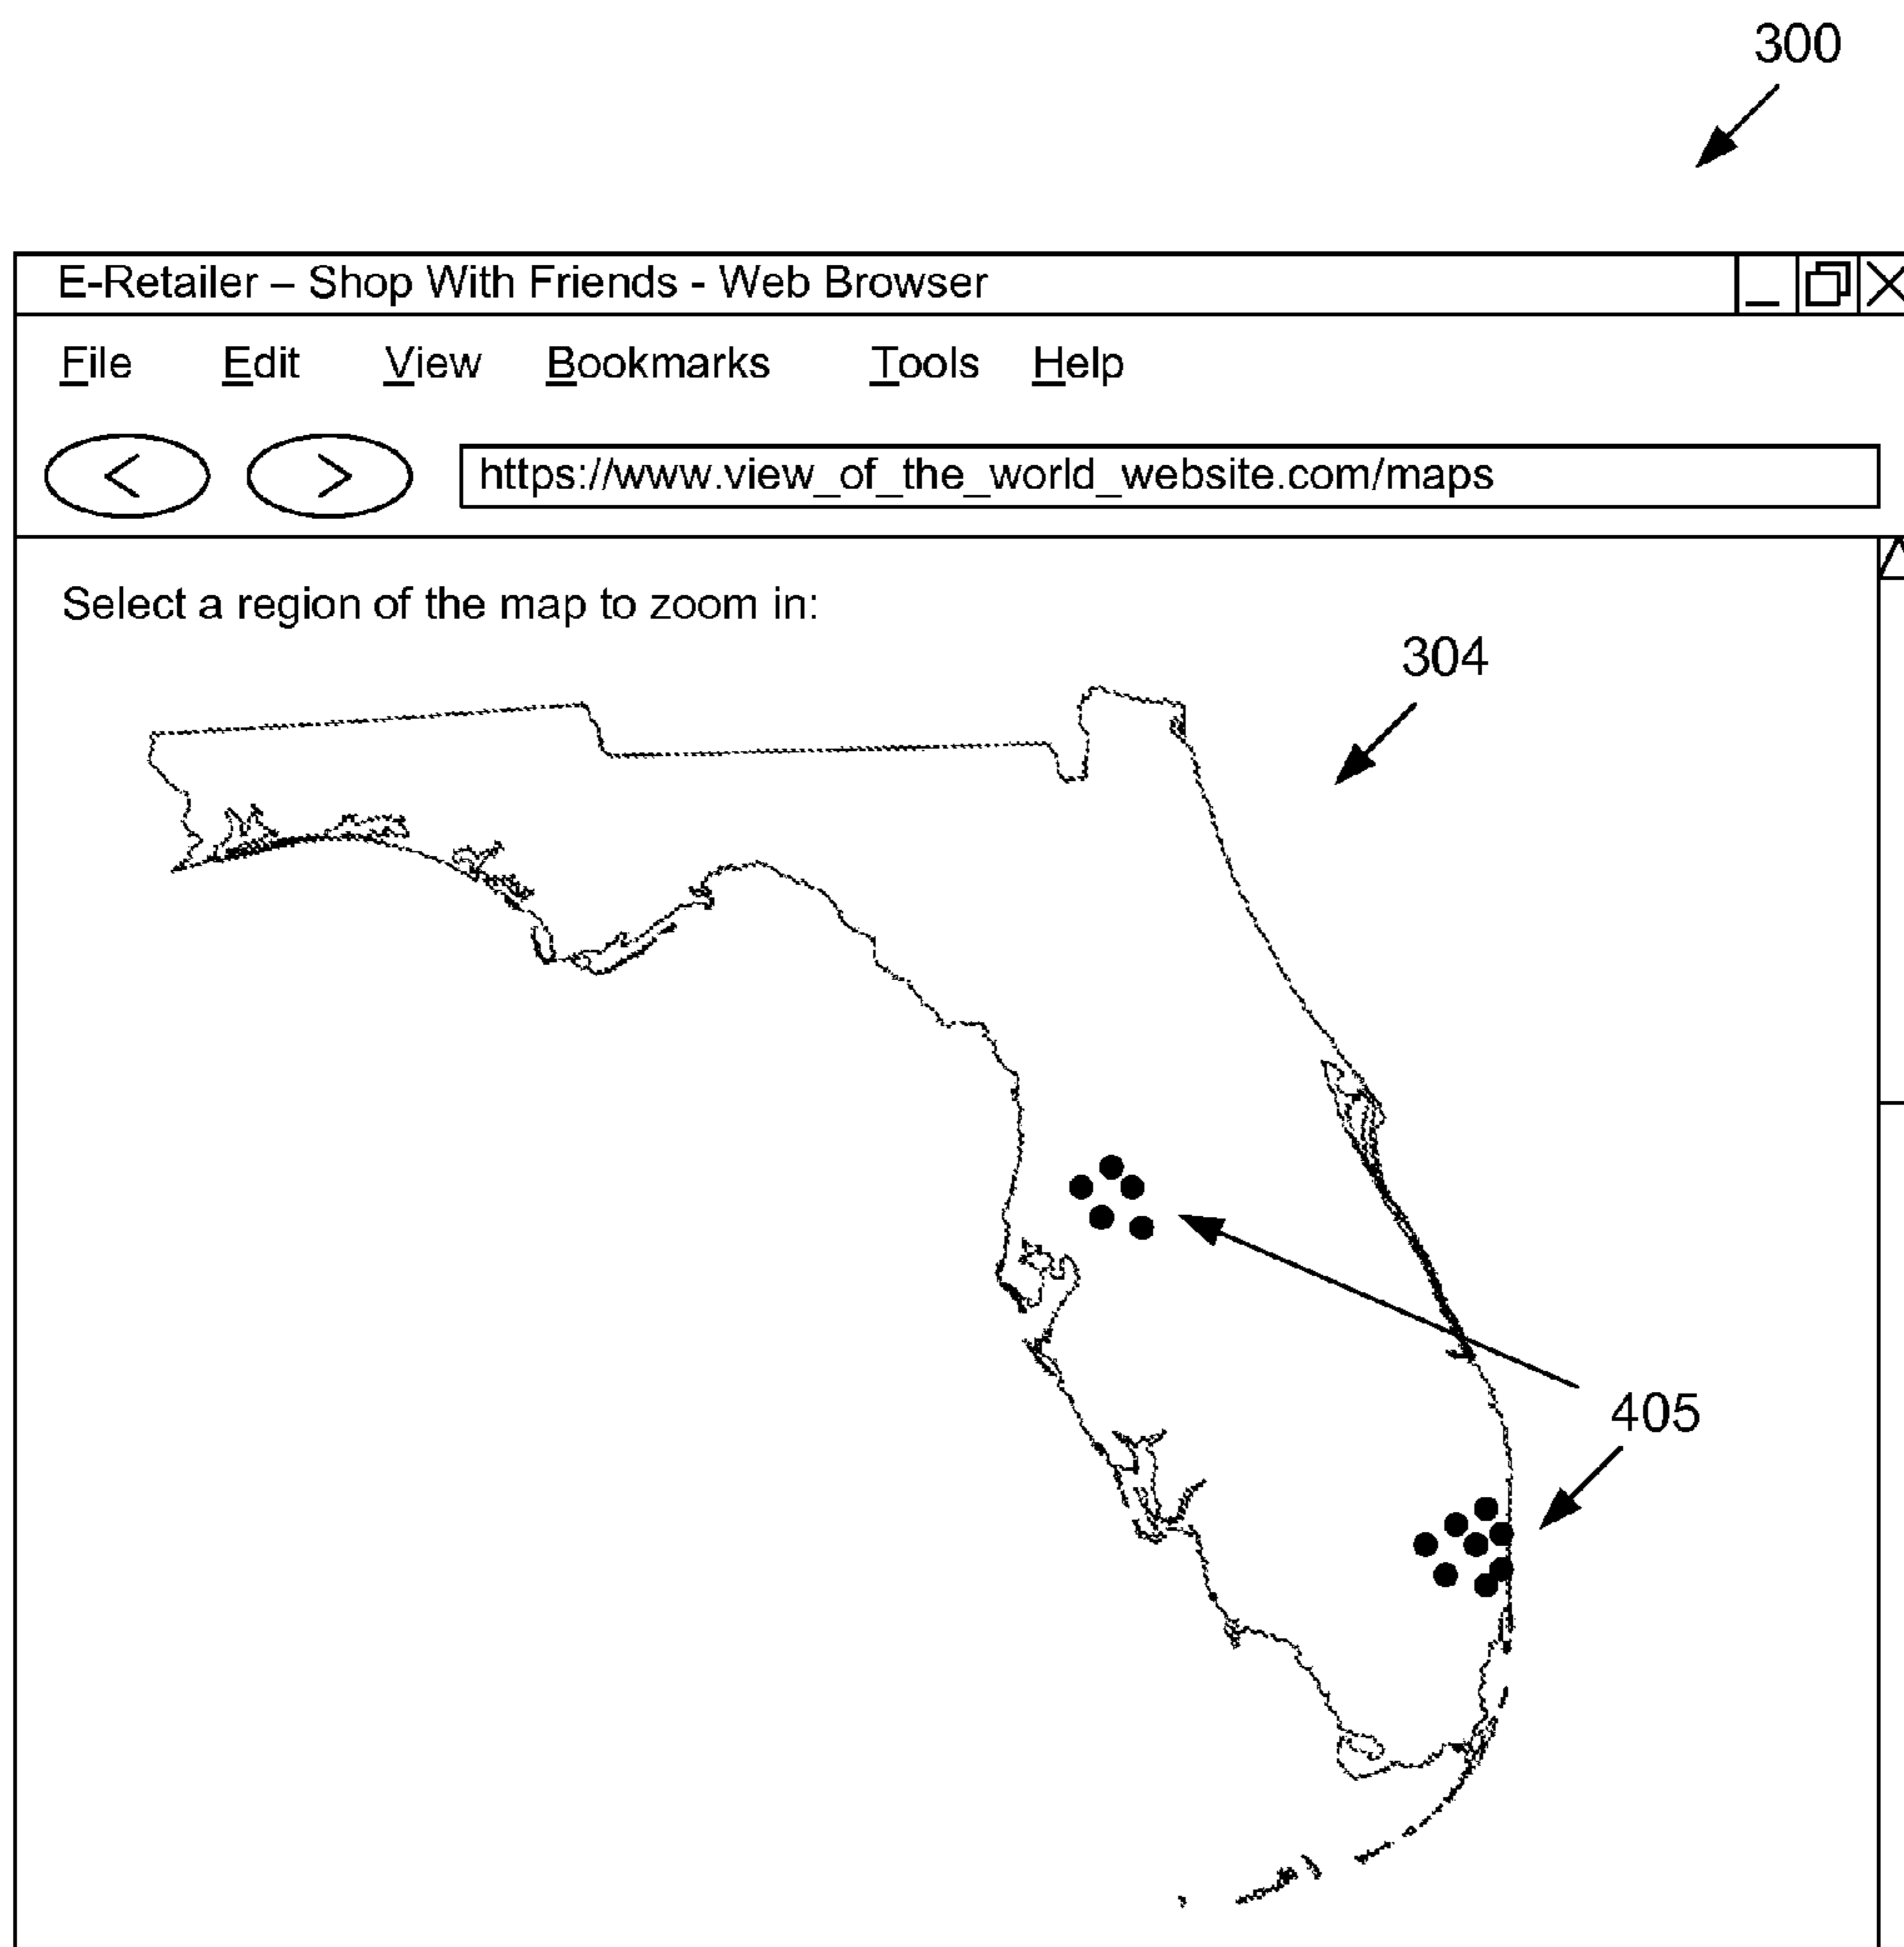 300
E-Retailer – Shop With Friends - Web Browser
File Edit View Bookmarks Tools Help
< >
https://www.view_of_the_world_website.com/maps
Select a region of the map to zoom in:
304
405